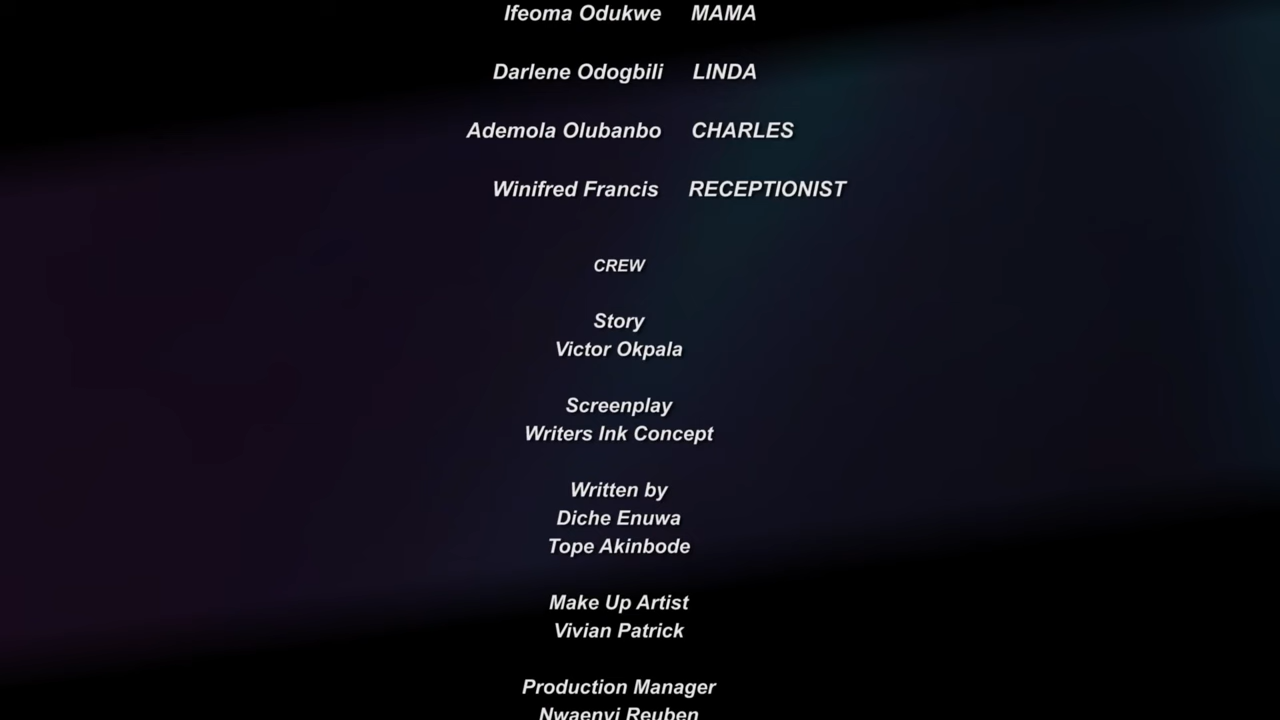 Ifeoma Odukwe MAMA
Darlene Odogbili LINDA
Ademola Olubanbo CHARLES
Winifred Francis RECEPTIONIST
CREW
Story
Victor Okpala
Screenplay
Writers Ink Concept
Written by
Diche Enuwa
Tope Akinbode
Make Up Artist
Vivian Patrick
Production Manager
Nwaenyi Reuben